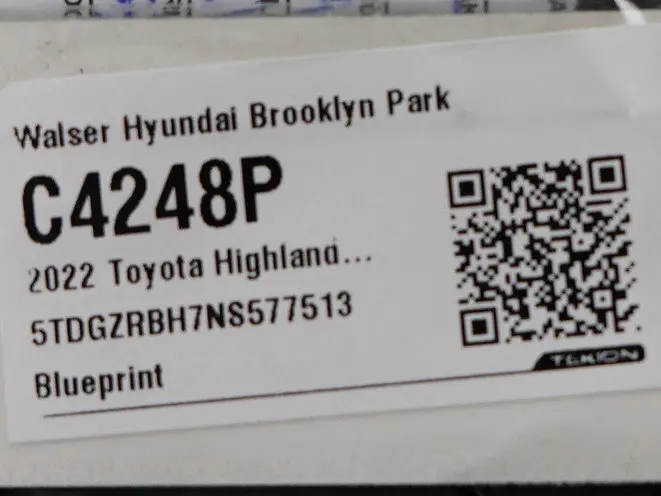 Walser Hyundai Brooklyn Park
C4248P
2022 Toyota Highland...
5TDGZRBH7NS577513
Blueprint
TEKION